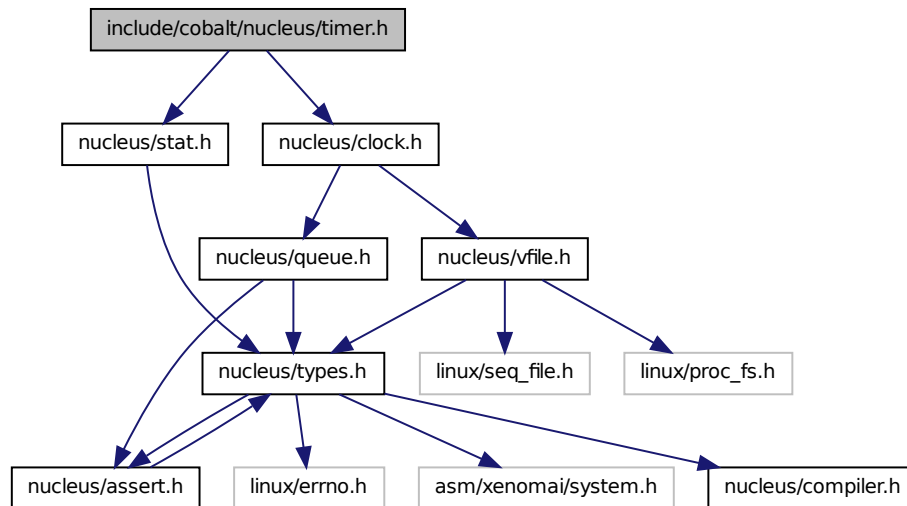 include/cobalt/nucleus/timer.h
nucleus/stat.h
nucleus/clock.h
nucleus/queue.h
nucleus/vfile.h
nucleus/types.h
linux/seq_file.h
linux/proc_fs.h
nucleus/assert.h
linux/errno.h
asm/xenomai/system.h
nucleus/compiler.h